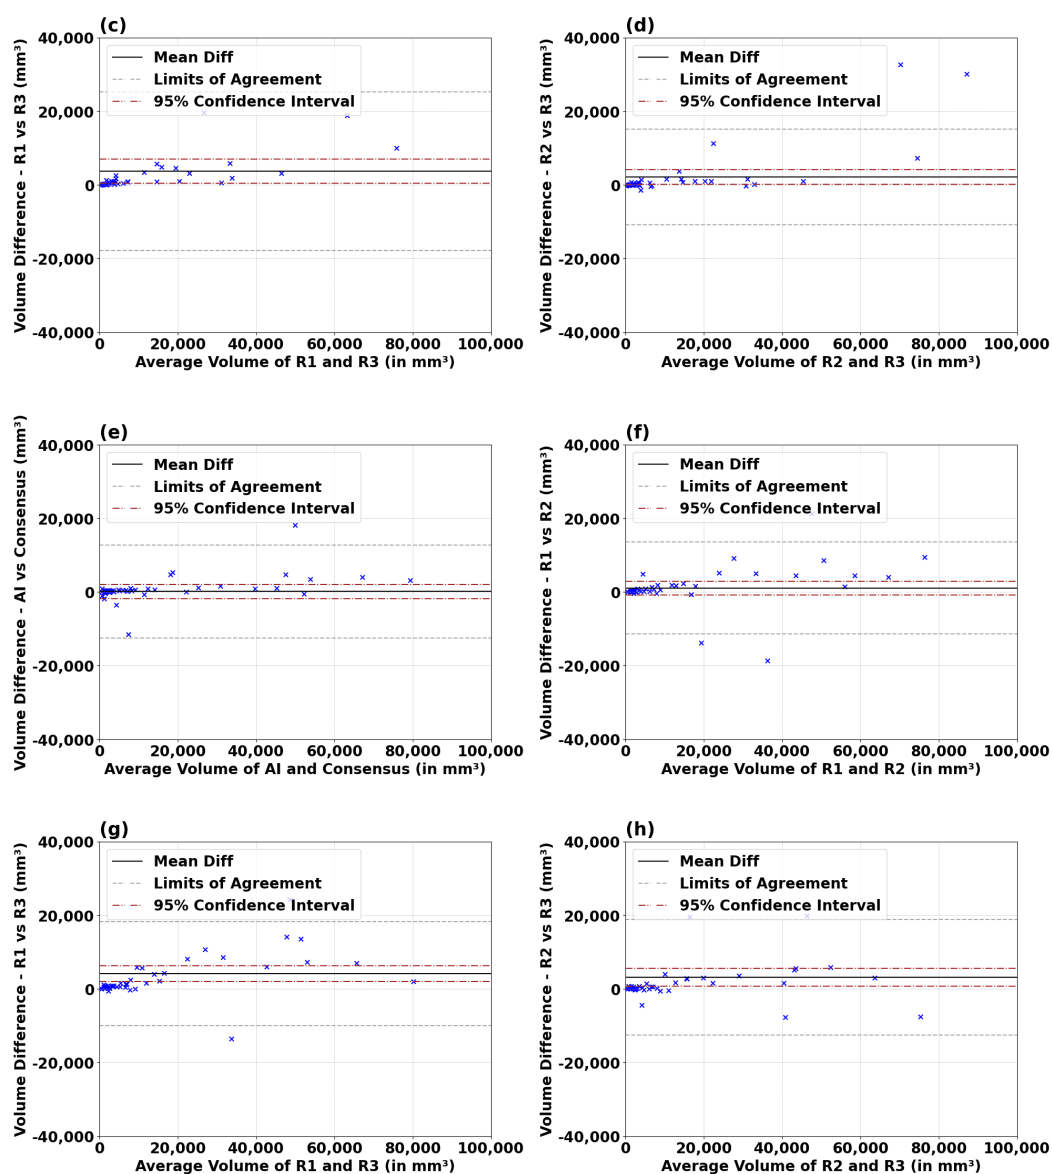 (c)
40,000
20,000
0
-20,000
-40,000
Volume Difference - R1 vs R3 (mm³)
Mean Diff
Limits of Agreement
95% Confidence Interval
0 20,000 40,000 60,000 80,000 100,000
Average Volume of R1 and R3 (in mm³)
(d)
40,000
20,000
0
-20,000
-40,000
Volume Difference - R2 vs R3 (mm³)
Mean Diff
Limits of Agreement
95% Confidence Interval
0 20,000 40,000 60,000 80,000 100,000
Average Volume of R2 and R3 (in mm³)
(e)
40,000
20,000
0
-20,000
-40,000
Volume Difference - AI vs Consensus (mm³)
Mean Diff
Limits of Agreement
95% Confidence Interval
0 20,000 40,000 60,000 80,000 100,000
Average Volume of AI and Consensus (in mm³)
(f)
40,000
20,000
0
-20,000
-40,000
Volume Difference - R1 vs R2 (mm³)
Mean Diff
Limits of Agreement
95% Confidence Interval
0 20,000 40,000 60,000 80,000 100,000
Average Volume of R1 and R2 (in mm³)
(g)
40,000
20,000
0
-20,000
-40,000
Volume Difference - R1 vs R3 (mm³)
Mean Diff
Limits of Agreement
95% Confidence Interval
0 20,000 40,000 60,000 80,000 100,000
Average Volume of R1 and R3 (in mm³)
(h)
40,000
20,000
0
-20,000
-40,000
Volume Difference - R2 vs R3 (mm³)
Mean Diff
Limits of Agreement
95% Confidence Interval
0 20,000 40,000 60,000 80,000 100,000
Average Volume of R2 and R3 (in mm³)